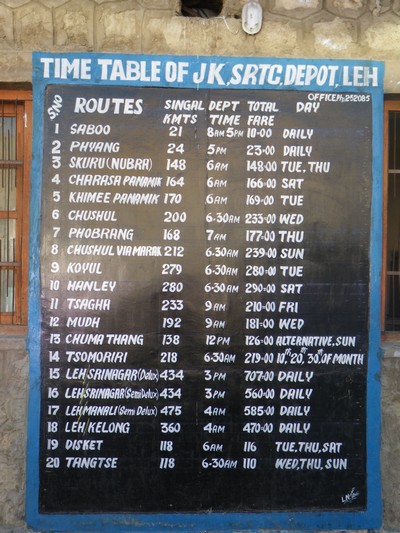 TIME TABLE OF JK, SRTC, DEPOT, LEH
OFFICE No 252085
S/NO ROUTES SINGAL KMTS DEPT TIME TOTAL FARE DAY
1 SABOO 21 8AM 5PM 10=00 DAILY
2 PHYANG 24 5PM 23=00 DAILY
3 SKURU (NUBRA) 148 6AM 148=00 TUE, THU
4 CHARASA PANAMIK 164 6AM 166=00 SAT
5 KHIMEE PANAMIK 170 6AM 169=00 TUE
6 CHUSHUL 200 6-30AM 233=00 WED
7 PHOBRANG 168 7AM 177=00 THU
8 CHUSHUL VIA MARAK 212 6-30AM 239=00 SUN
9 KOYUL 279 6-30AM 280=00 TUE
10 HANLEY 280 6-30AM 290=00 SAT
11 TSAGHA 233 9AM 210=00 FRI
12 MUDH 192 9AM 181=00 WED
13 CHUMATHANG 138 12PM 126=00 ALTERNATIVE, SUN
14 TSOMORIRI 218 6-30AM 219=00 10th, 20th, 30th OF MONTH
15 LEH SRINAGAR (Delux) 434 3PM 707=00 DAILY
16 LEH SRINAGAR (Semi Delux) 434 3PM 560=00 DAILY
17 LEH MANALI (Semi Delux) 475 4AM 585=00 DAILY
18 LEH KELONG 360 4AM 470=00 DAILY
19 DISKET 118 6AM 116 TUE, THU, SAT
20 TANGTSE 118 6-30AM 110 WED, THU, SUN